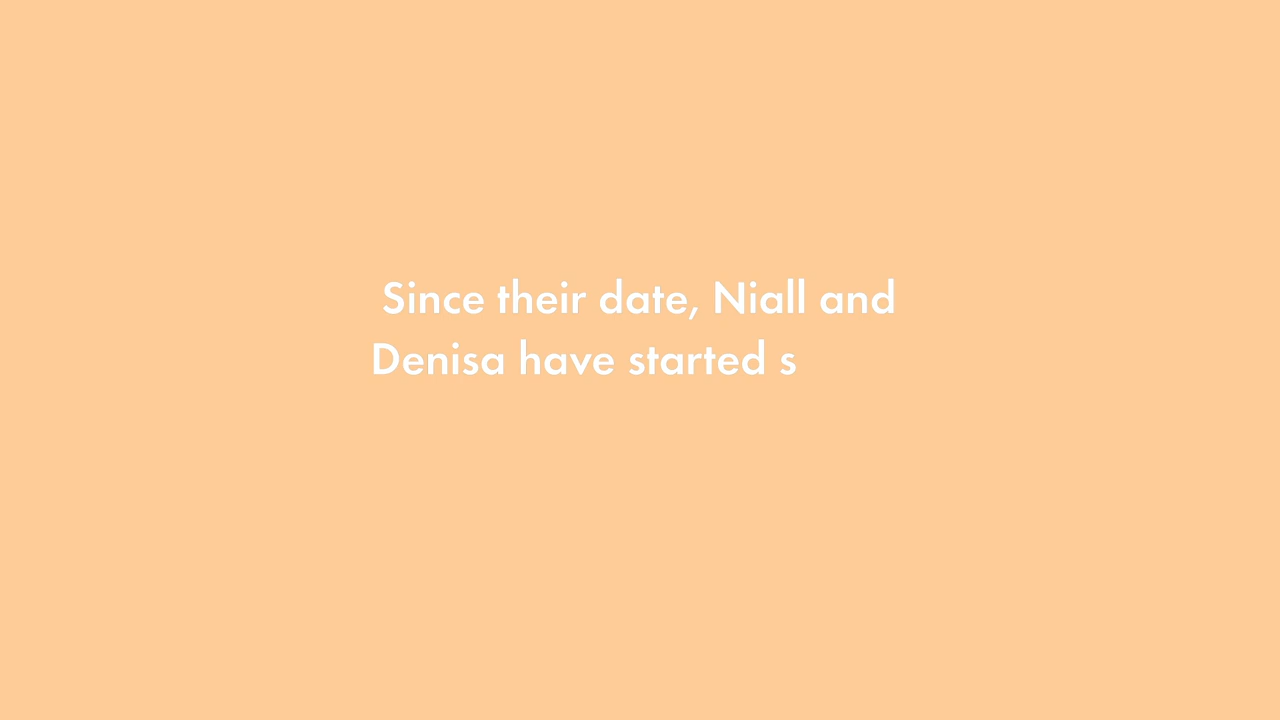 Since their date, Niall and
Denisa have started s